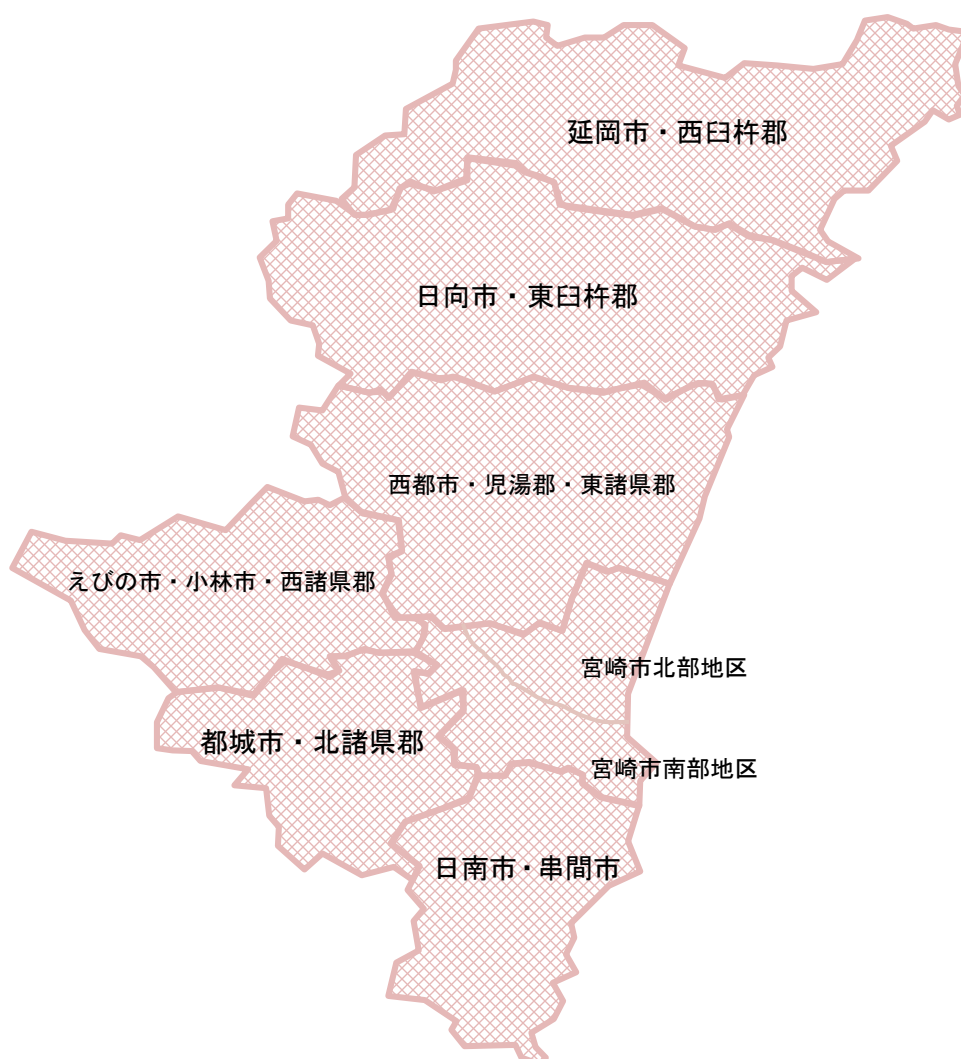 延岡市・西臼杵郡
日向市・東臼杵郡
西都市・児湯郡・東諸県郡
えびの市・小林市・西諸県郡
宮崎市北部地区
都城市・北諸県郡
宮崎市南部地区
日南市・串間市